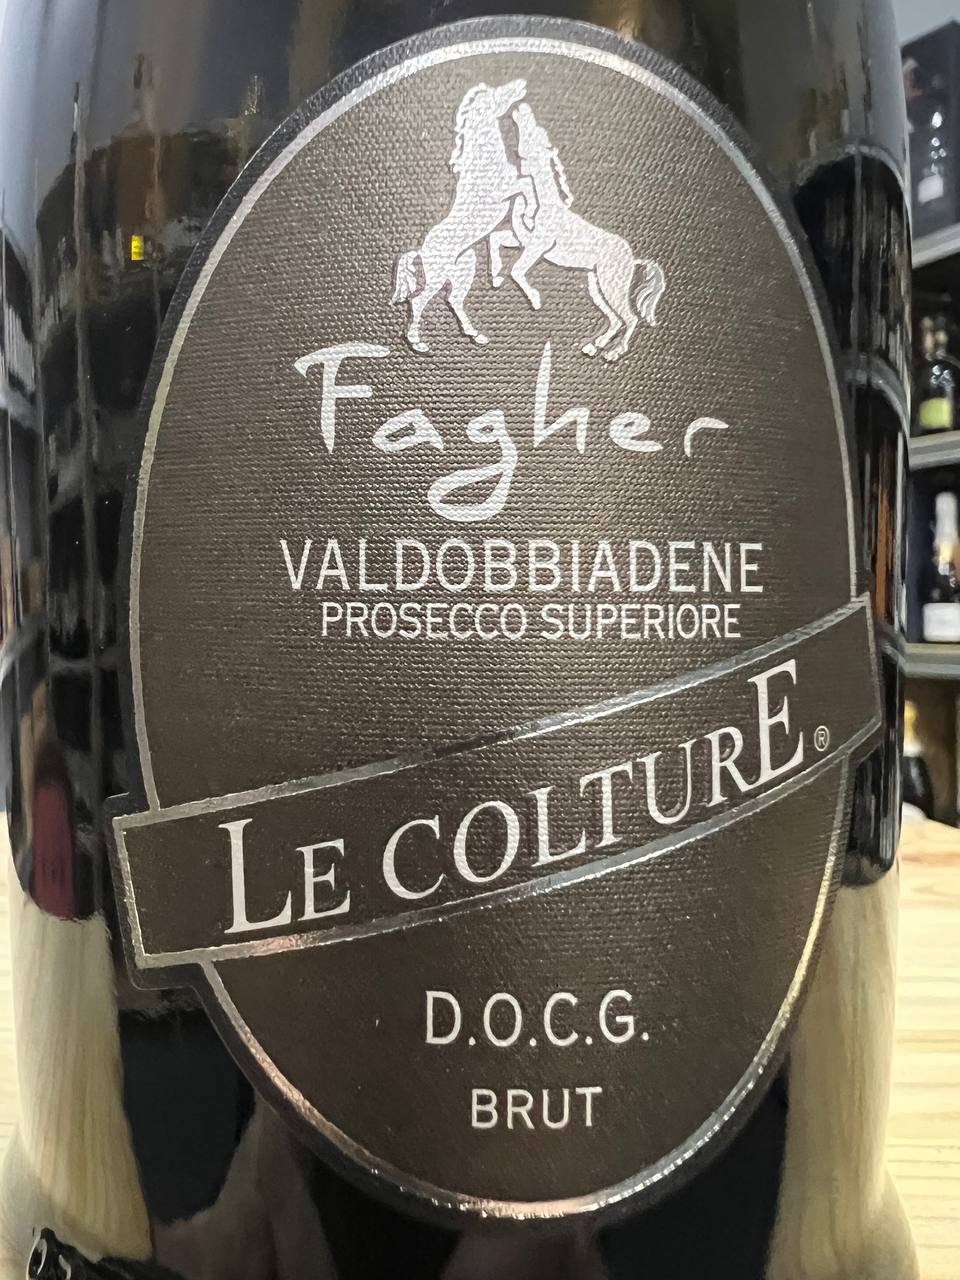 Fagher
VALDOBBIADENE
PROSECCO SUPERIORE
LE COLTURE®
D.O.C.G.
BRUT